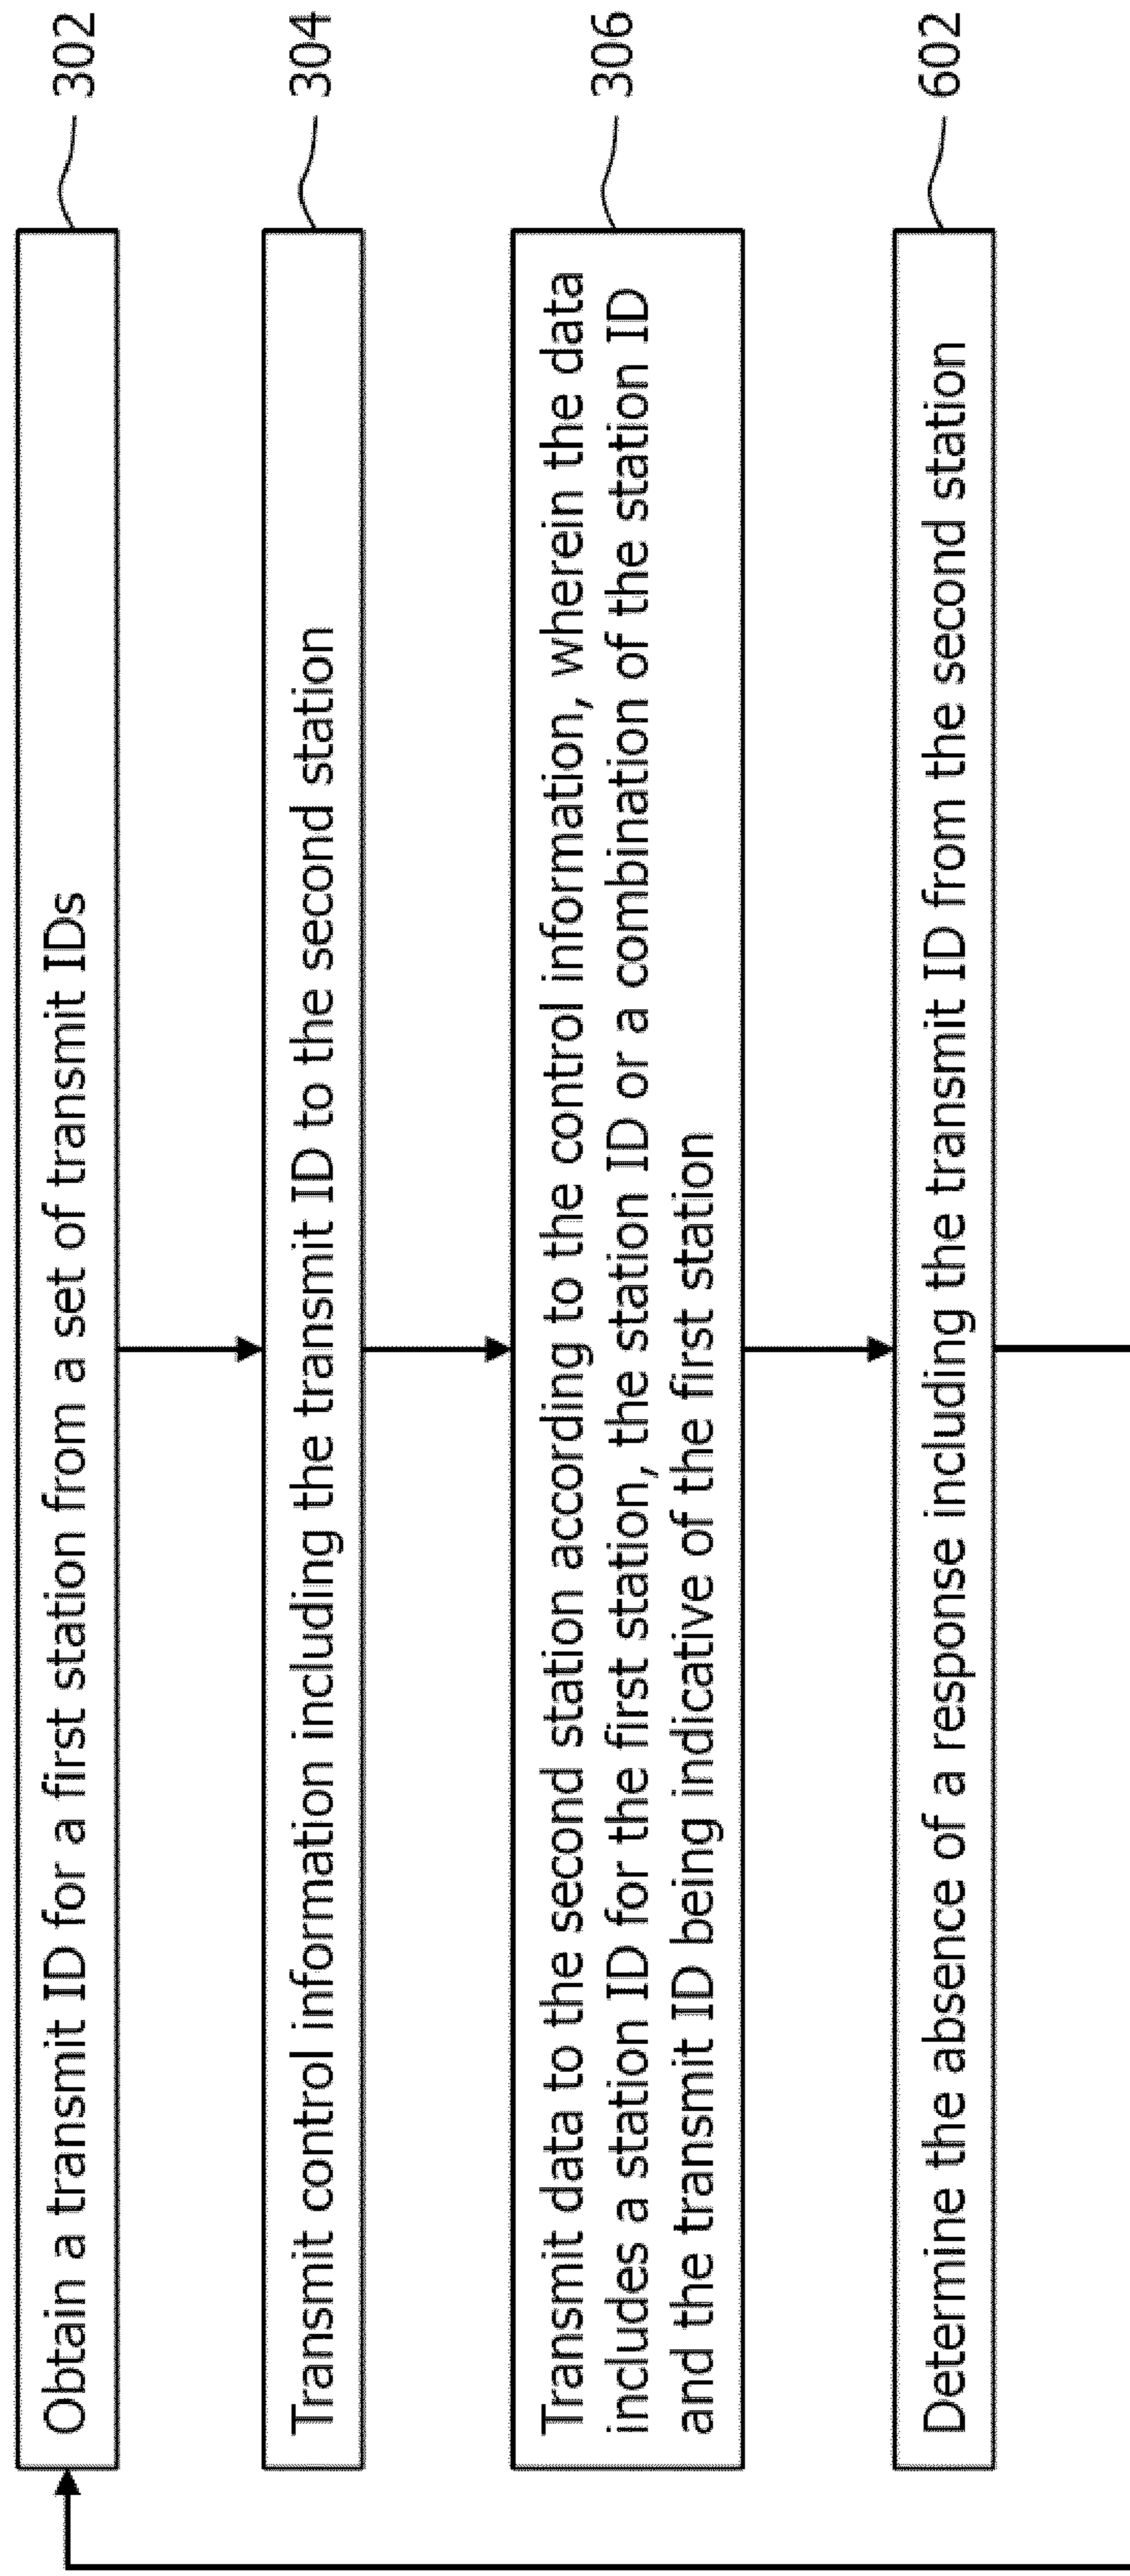 Obtain a transmit ID for a first station from a set of transmit IDs
302
Transmit control information including the transmit ID to the second station
304
Transmit data to the second station according to the control information, wherein the data
includes a station ID for the first station, the station ID or a combination of the station ID
and the transmit ID being indicative of the first station
306
Determine the absence of a response including the transmit ID from the second station
602